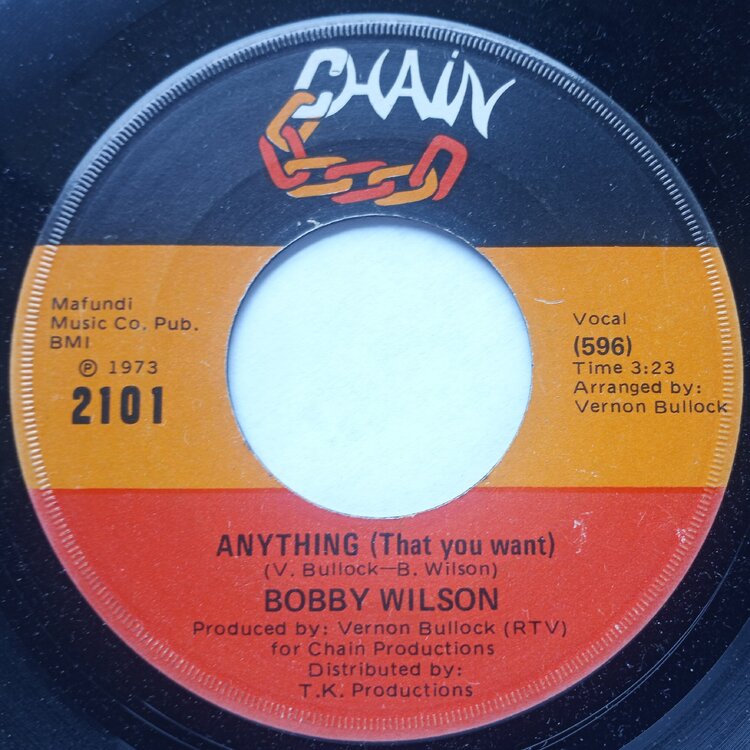 CHAIN
Mafundi
Music Co. Pub.
BMI
℗ 1973
2101
Vocal
(596)
Time 3:23
Arranged by:
Vernon Bullock
ANYTHING (That you want)
(V. Bullock—B. Wilson)
BOBBY WILSON
Produced by: Vernon Bullock (RTV)
for Chain Productions
Distributed by:
T.K. Productions